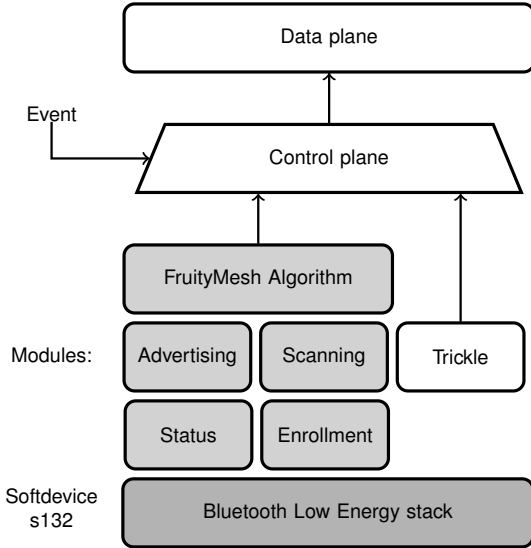 Data plane
Event
Control plane
FruityMesh Algorithm
Modules:
Advertising
Scanning
Trickle
Status
Enrollment
Softdevice
s132
Bluetooth Low Energy stack